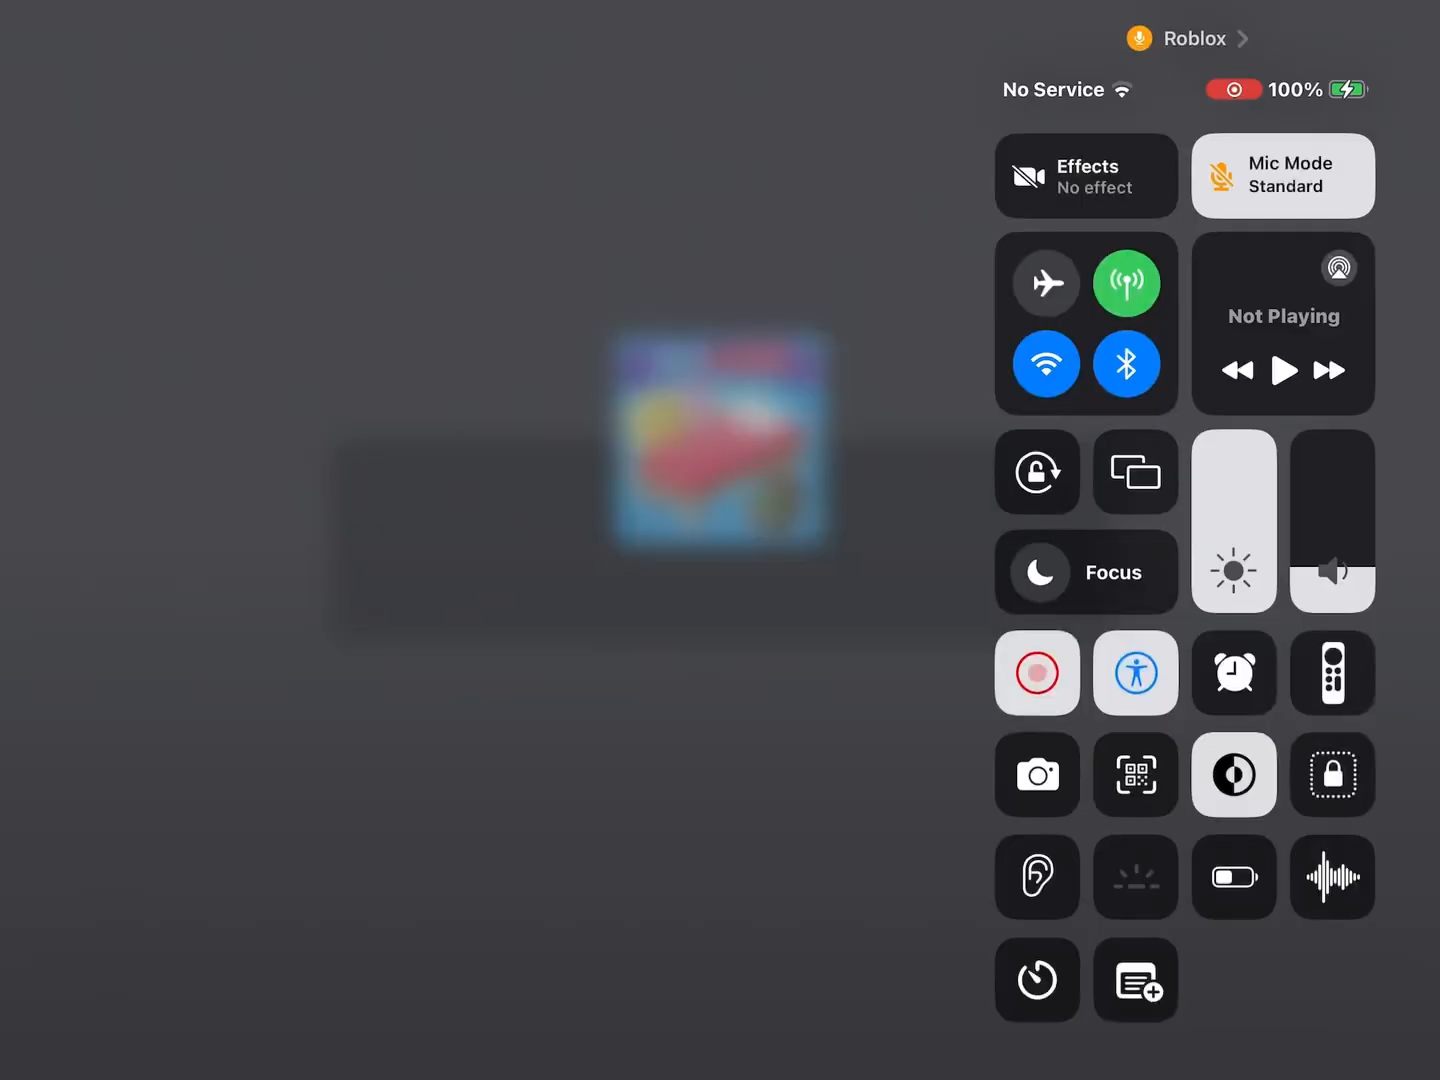 Roblox
No Service
100%
Effects
No effect
Mic Mode
Standard
Not Playing
Focus